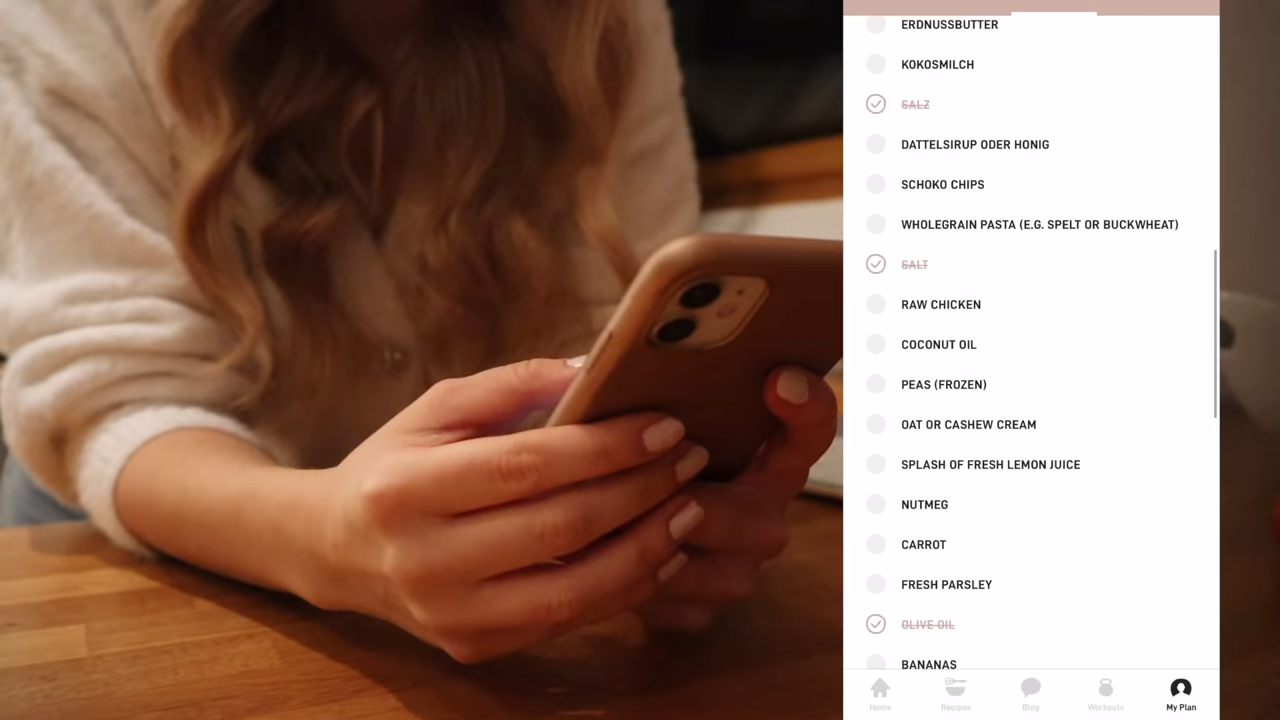 ERDNUSSBUTTER
KOKOSMILCH
SALZ
DATTELSIRUP ODER HONIG
SCHOKO CHIPS
WHOLEGRAIN PASTA (E.G. SPELT OR BUCKWHEAT)
SALT
RAW CHICKEN
COCONUT OIL
PEAS (FROZEN)
OAT OR CASHEW CREAM
SPLASH OF FRESH LEMON JUICE
NUTMEG
CARROT
FRESH PARSLEY
OLIVE OIL
BANANAS
Home Recipes Blog Workouts My Plan